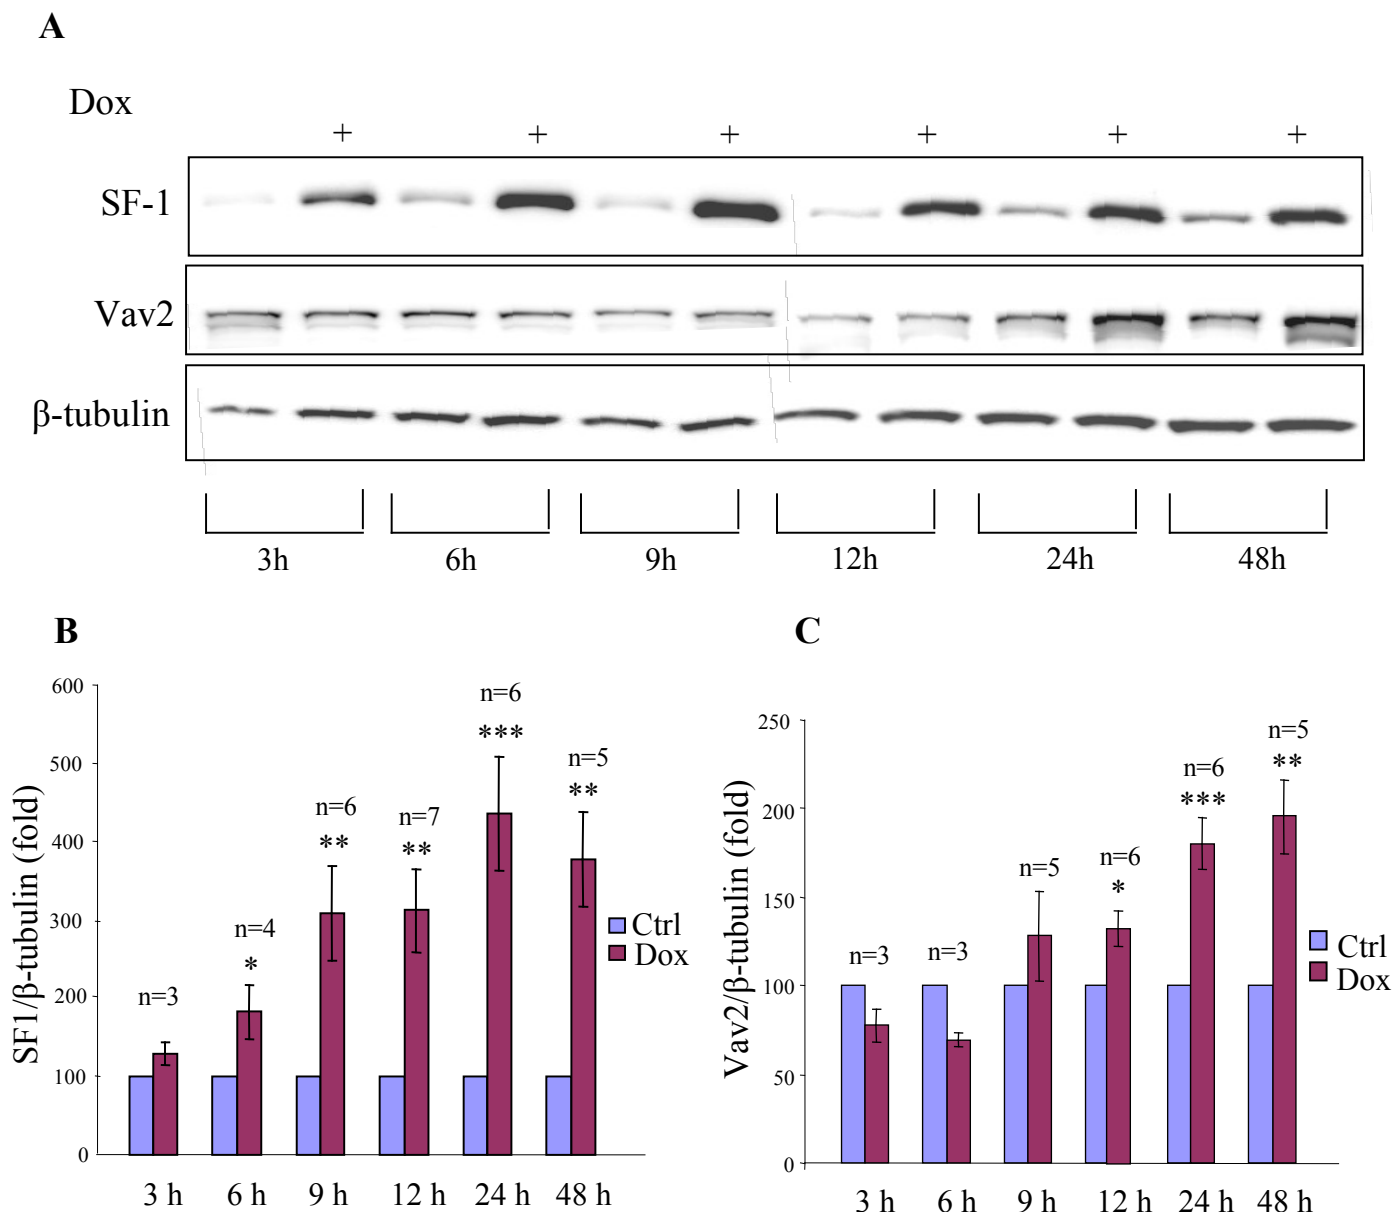 A
Dox
+ + + + + +
SF-1
Vav2
β-tubulin
3h 6h 9h 12h 24h 48h
B
SF1/β-tubulin (fold)
600
500
400
300
200
100
0
n=3
n=4
*
n=6
**
n=7
**
n=6
***
n=5
**
Ctrl
Dox
3 h 6 h 9 h 12 h 24 h 48 h
C
Vav2/β-tubulin (fold)
250
200
150
100
50
0
n=3
n=3
n=5
n=6
*
n=6
***
n=5
**
Ctrl
Dox
3 h 6 h 9 h 12 h 24 h 48 h